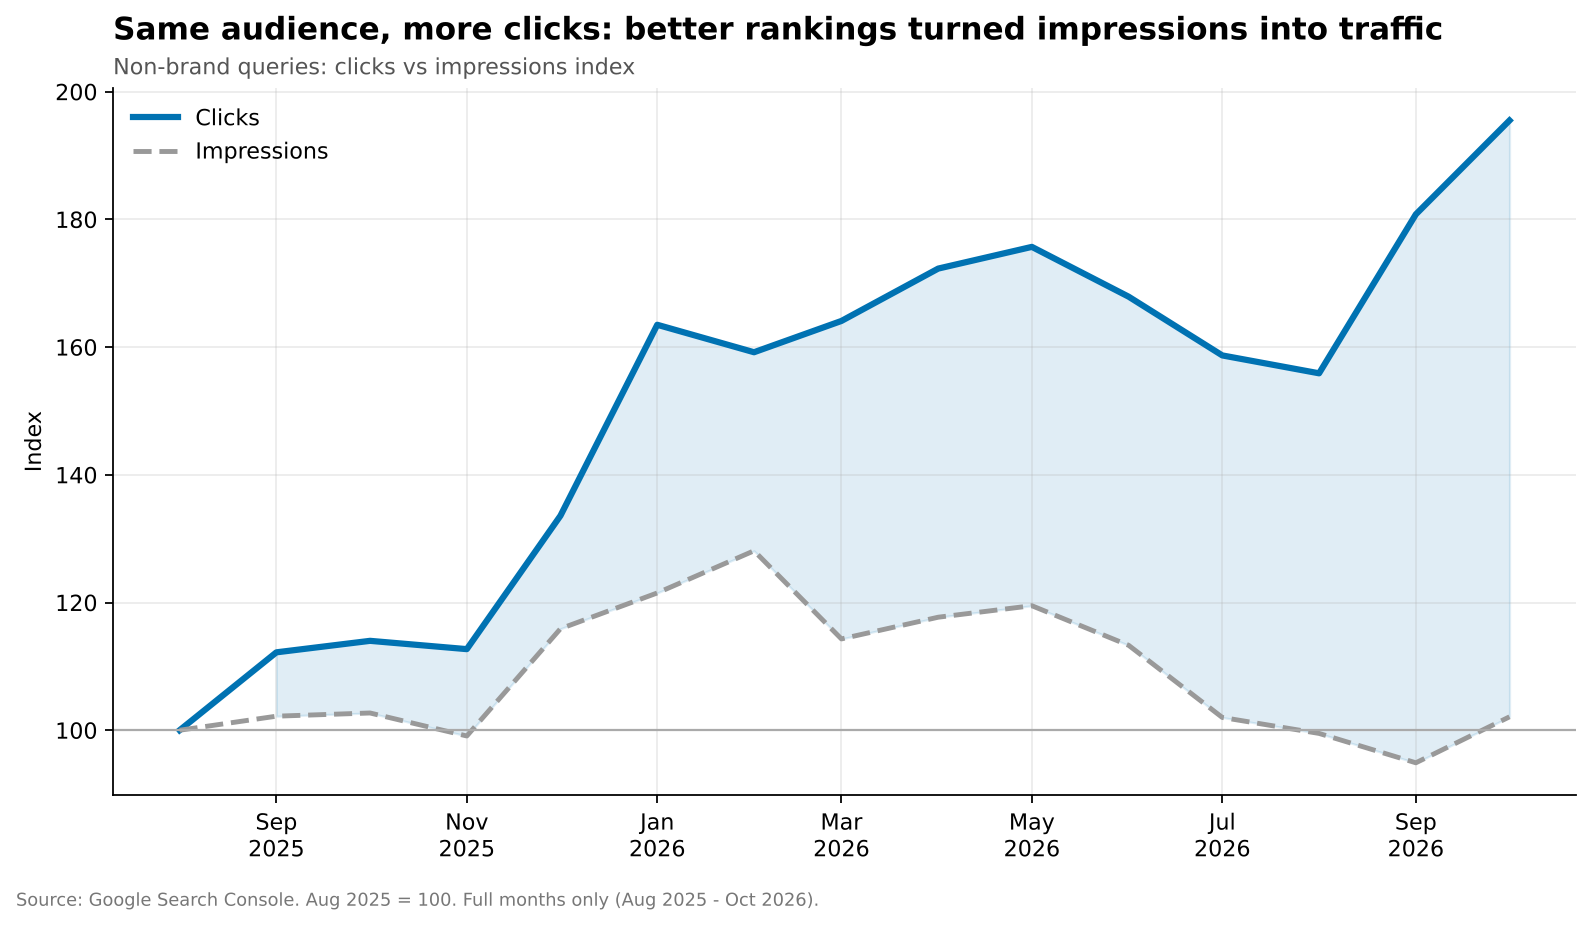 Same audience, more clicks: better rankings turned impressions into traffic
Non-brand queries: clicks vs impressions index
200
180
160
140
120
100
Index
Clicks
Impressions
Sep
2025
Nov
2025
Jan
2026
Mar
2026
May
2026
Jul
2026
Sep
2026
Source: Google Search Console. Aug 2025 = 100. Full months only (Aug 2025 - Oct 2026).